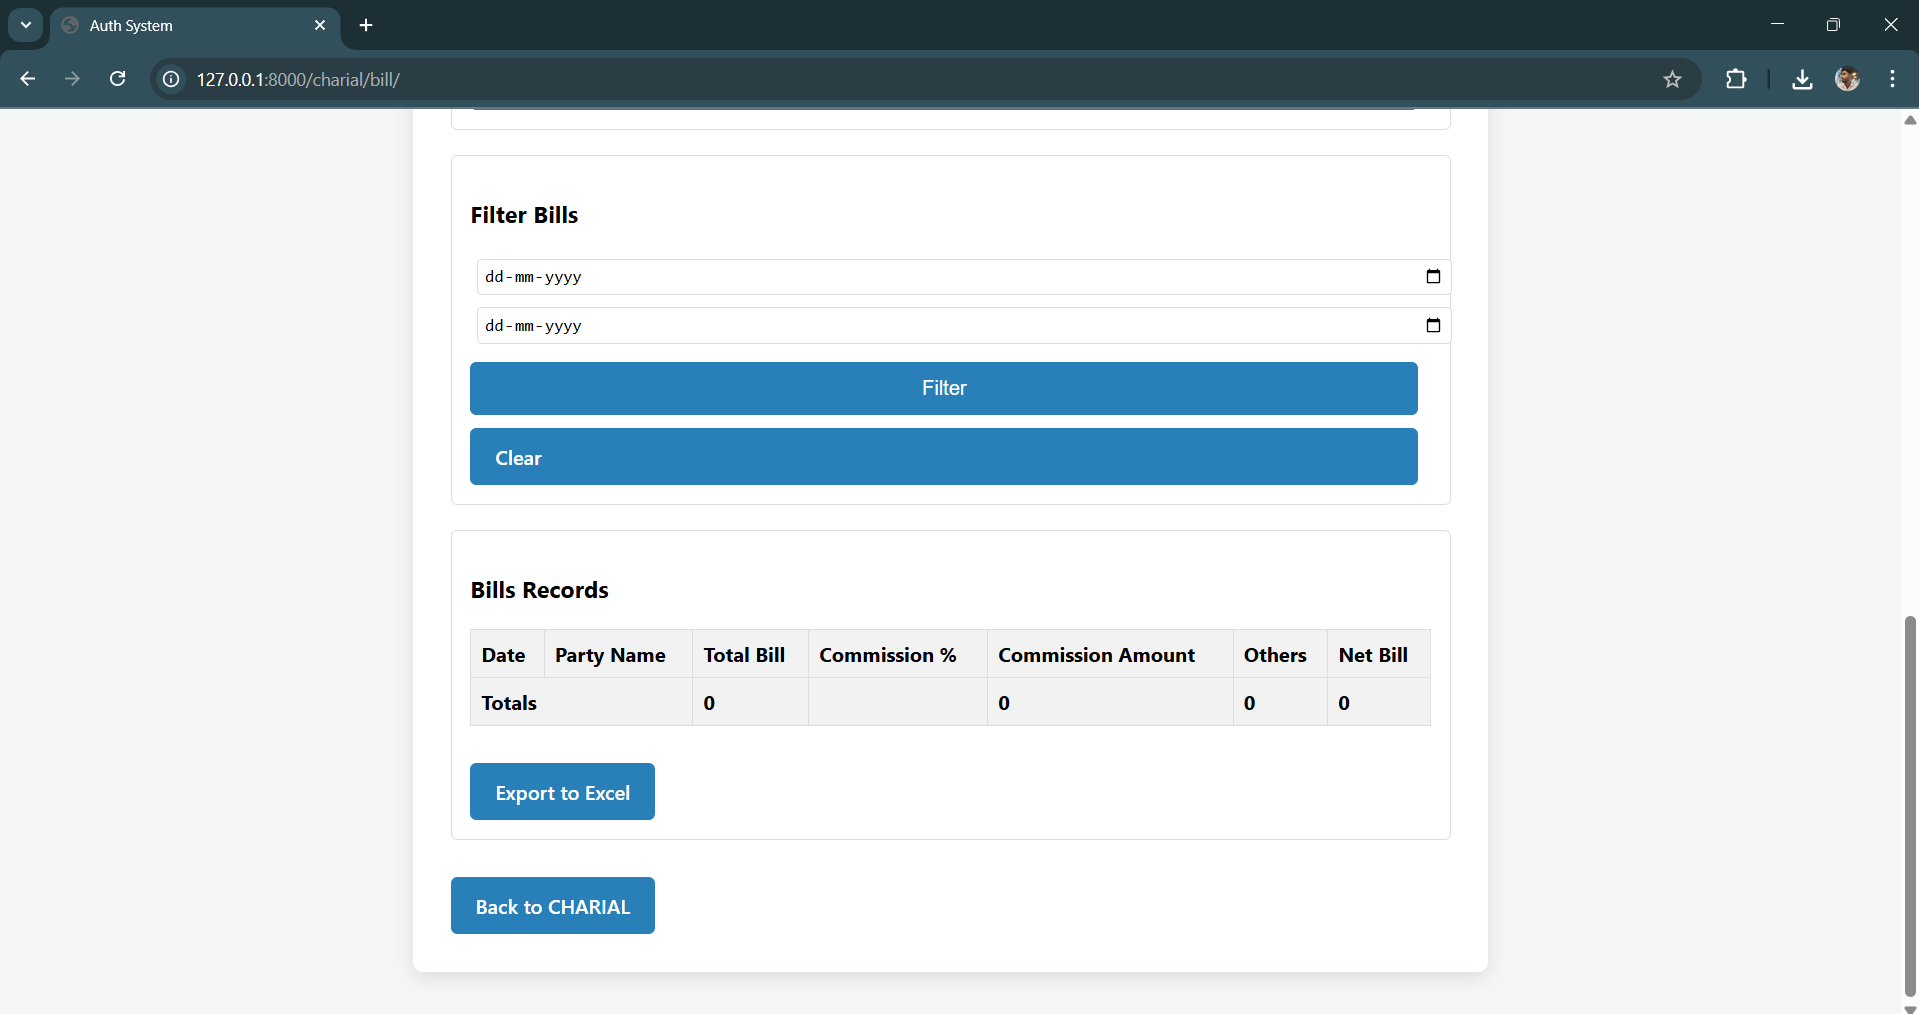 Auth System
127.0.0.1:8000/charial/bill/
Filter Bills
dd-mm-yyyy
dd-mm-yyyy
Filter
Clear
Bills Records
Date Party Name Total Bill Commission % Commission Amount Others Net Bill
Totals 0 0 0 0
Export to Excel
Back to CHARIAL